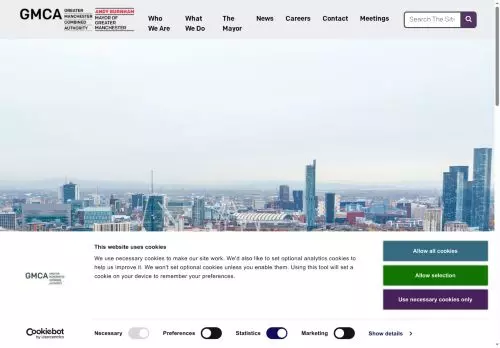 GMCA
GREATER
MANCHESTER
COMBINED
AUTHORITY
ANDY BURNHAM
MAYOR OF
GREATER
MANCHESTER
Who
We Are
What
We Do
The
Mayor
News
Careers
Contact
Meetings
Search The Sit
This website uses cookies
We use necessary cookies to make our site work. We'd also like to set optional analytics cookies to
help us improve it. We won't set optional cookies unless you enable them. Using this tool will set a
cookie on your device to remember your preferences.
GMCA
GREATER
MANCHESTER
COMBINED
AUTHORITY
Allow all cookies
Allow selection
Use necessary cookies only
Cookiebot
by Usercentrics
Necessary
Preferences
Statistics
Marketing
Show details